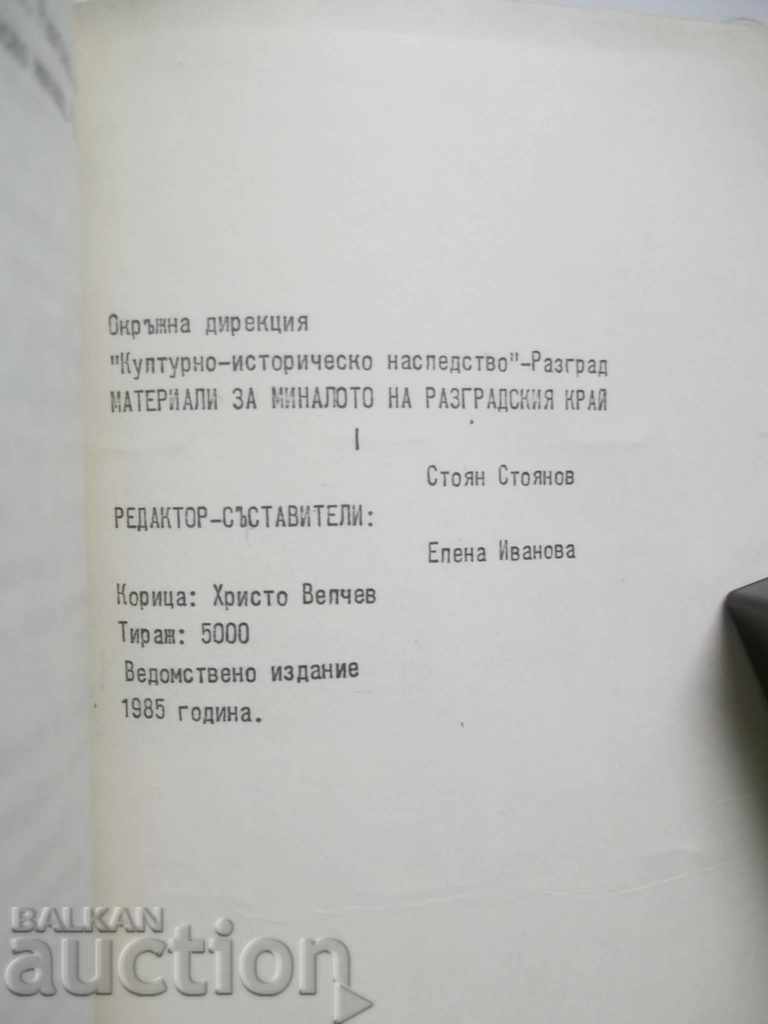 Окръжна дирекция
"Културно-историческо наследство"-Разград
МАТЕРИАЛИ ЗА МИНАЛОТО НА РАЗГРАДСКИЯ КРАЙ
I
Стоян Стоянов
РЕДАКТОР-СЪСТАВИТЕЛИ:
Елена Иванова
Корица: Христо Велчев
Тираж: 5000
Ведомствено издание
1985 година.
BALKAN
auction